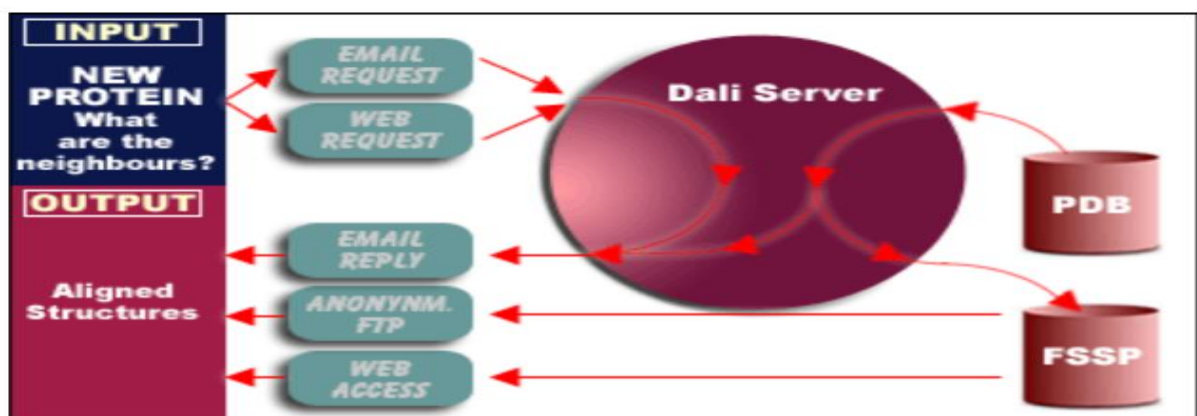 INPUT
NEW
PROTEIN
What
are the
neighbours?
EMAIL
REQUEST
WEB
REQUEST
Dali Server
PDB
OUTPUT
Aligned
Structures
EMAIL
REPLY
ANONYNM.
FTP
WEB
ACCESS
FSSP